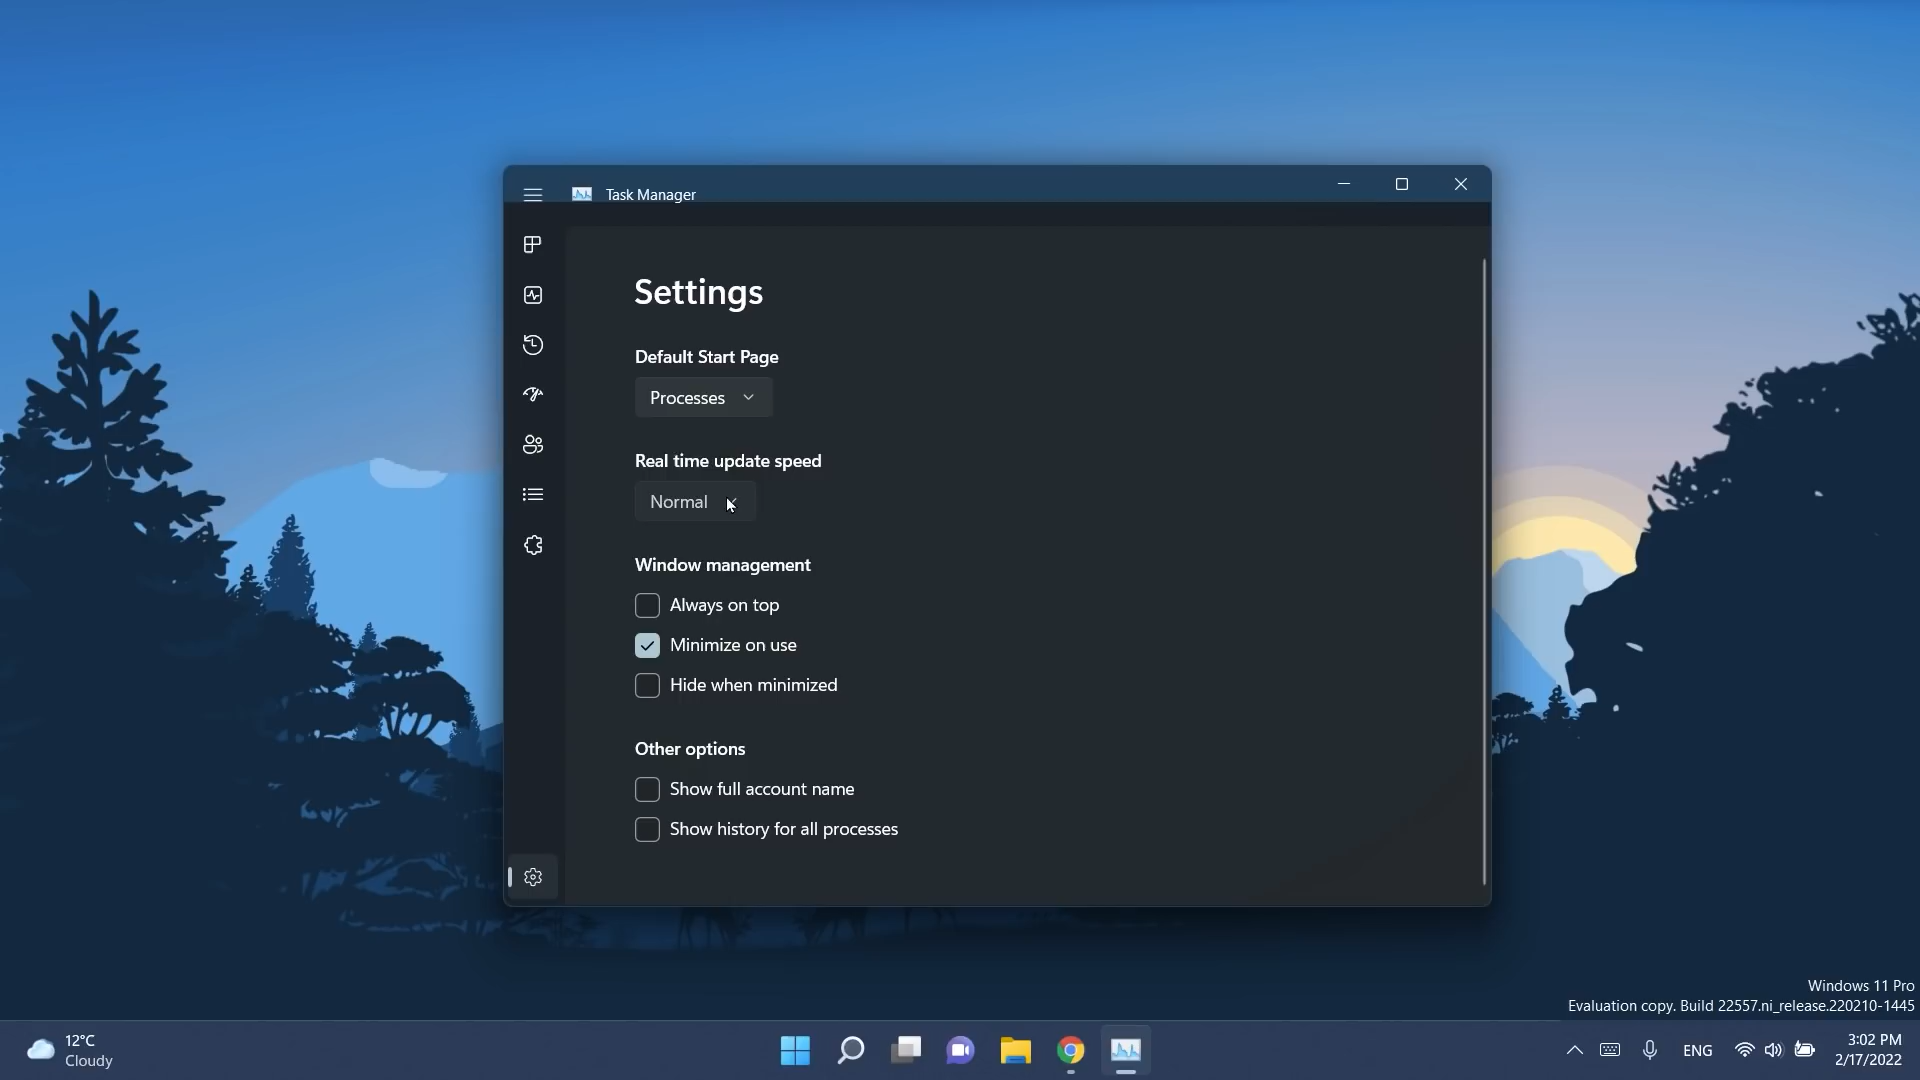 Task Manager
Settings
Default Start Page
Processes
Real time update speed
Normal
Window management
Always on top
Minimize on use
Hide when minimized
Other options
Show full account name
Show history for all processes
Windows 11 Pro
Evaluation copy. Build 22557.ni_release.220210-1445
12°C
Cloudy
ENG
3:02 PM
2/17/2022